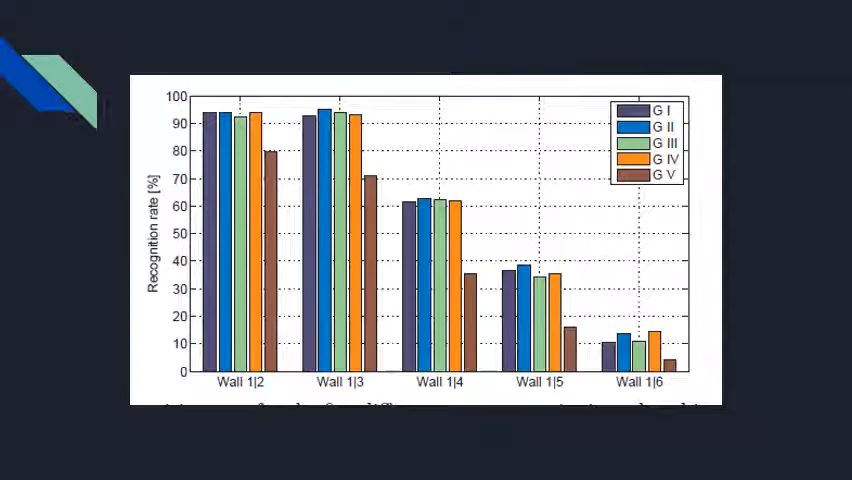 100
90
80
70
60
50
40
30
20
10
0
Recognition rate [%]
G I
G II
G III
G IV
G V
Wall 1|2 Wall 1|3 Wall 1|4 Wall 1|5 Wall 1|6